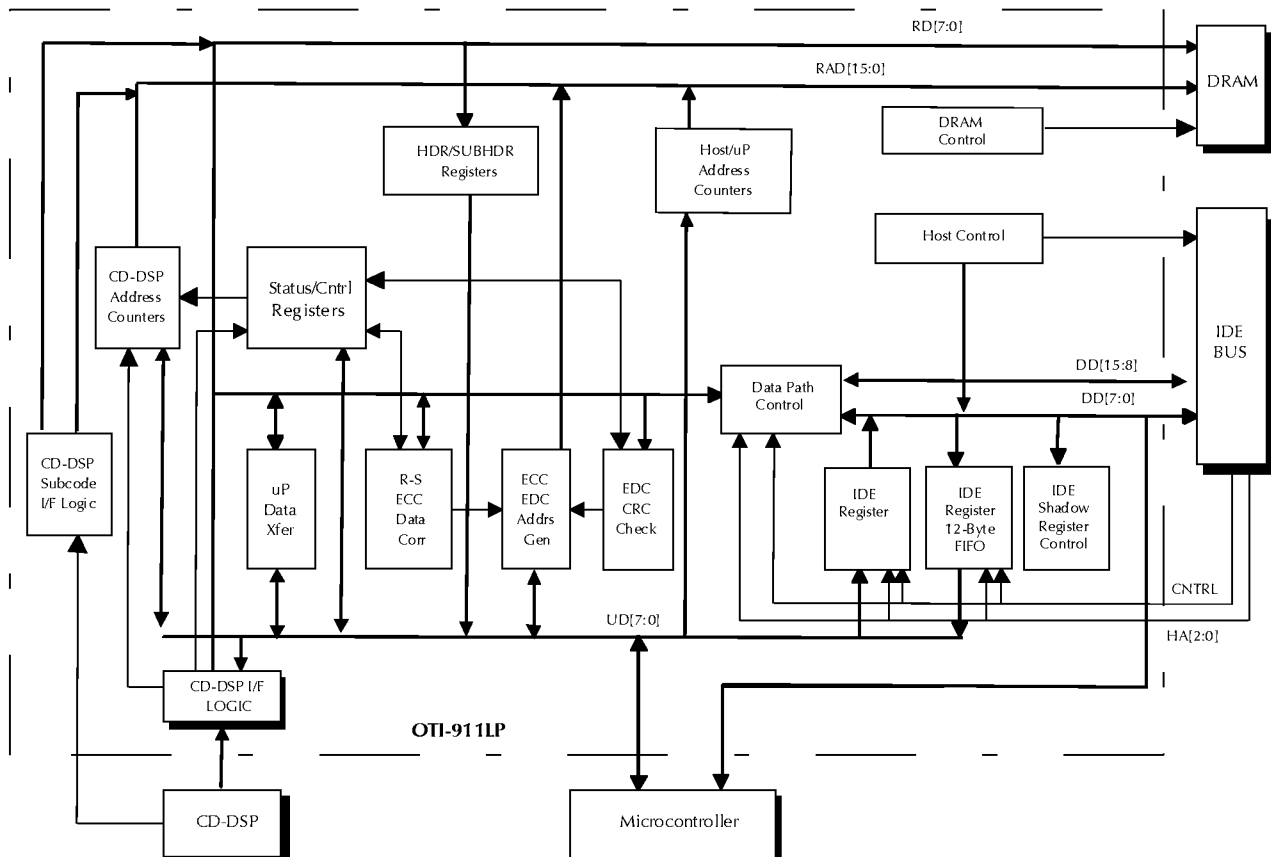 RD[7:0]
RAD[15:0]
DRAM
DRAM
Control
HDR/SUBHDR
Registers
Host/uP
Address
Counters
Host Control
CD-DSP
Address
Counters
Status/Cntrl
Registers
IDE
BUS
DD[15:8]
DD[7:0]
Data Path
Control
CD-DSP
Subcode
I/F Logic
uP
Data
Xfer
R-S
ECC
Data
Corr
ECC
EDC
Addrs
Gen
EDC
CRC
Check
IDE
Register
IDE
Register
12-Byte
FIFO
IDE
Shadow
Register
Control
CNTRL
UD[7:0]
HA[2:0]
CD-DSP I/F
LOGIC
OTI-911LP
CD-DSP
Microcontroller